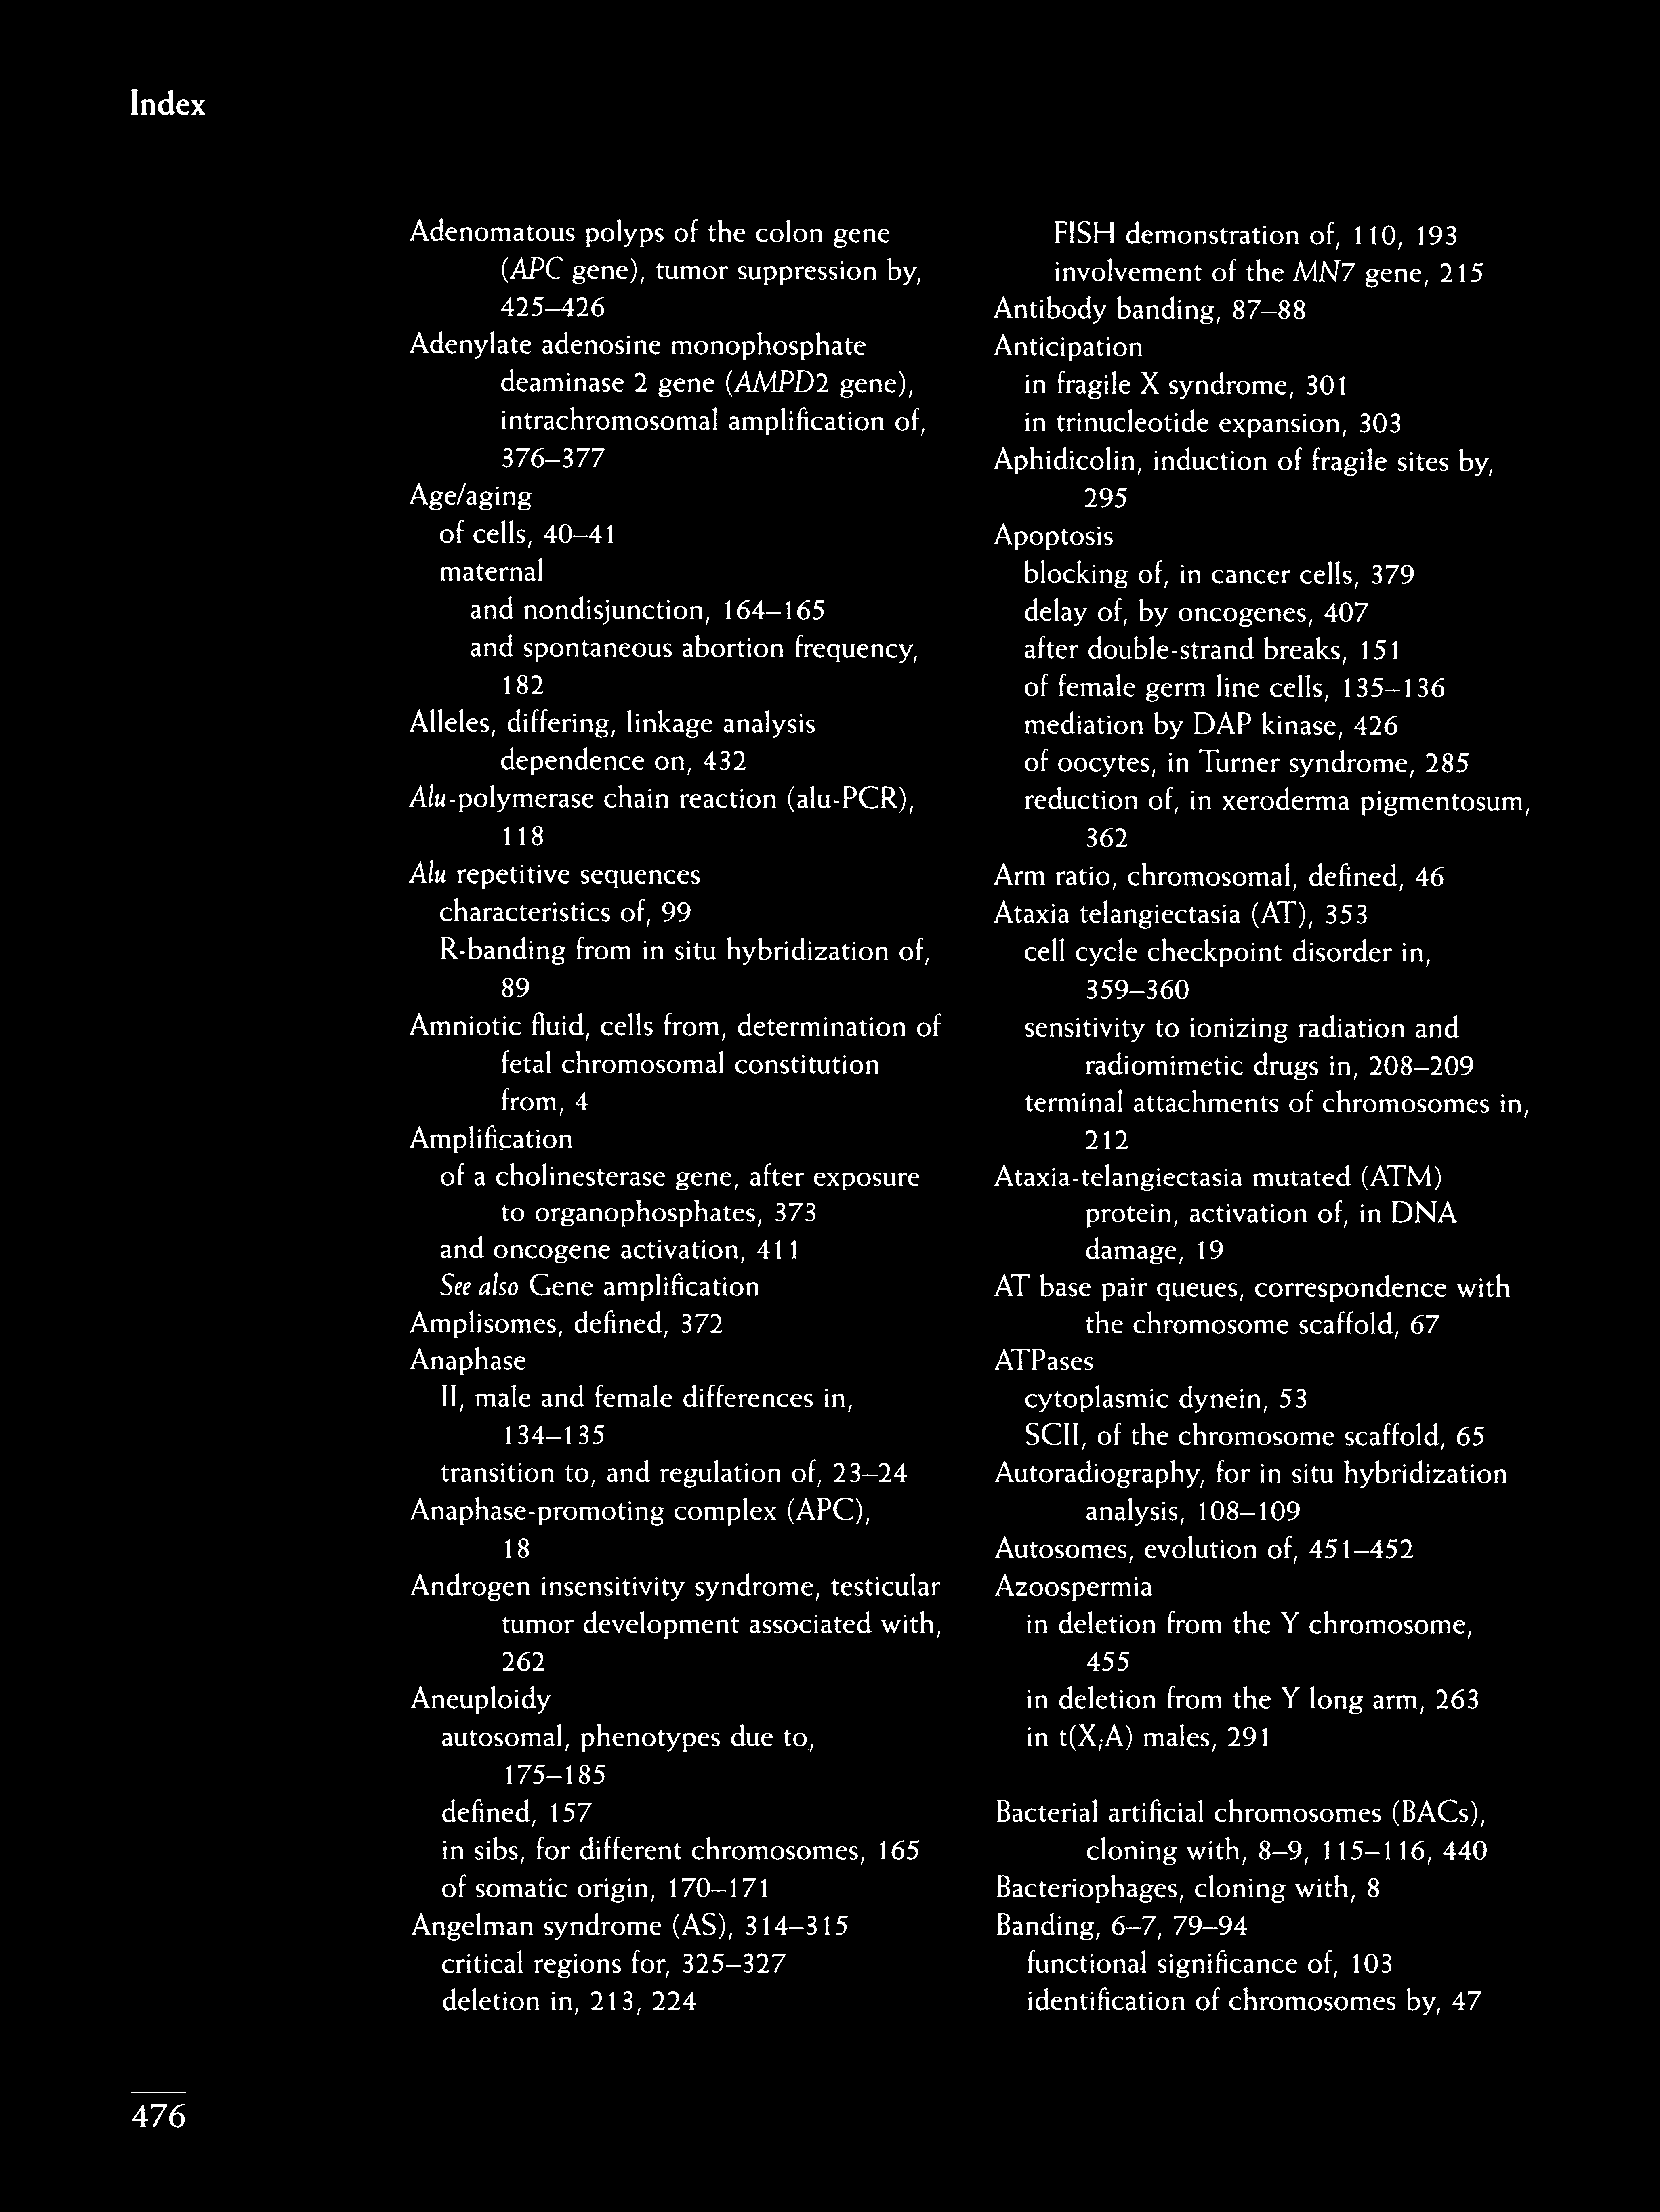 Index
Adenomatous polyps of the colon gene
(APC gene), tumor suppression by,
425–426
Adenylate adenosine monophosphate
deaminase 2 gene (AMPD2 gene),
intrachromosomal amplification of,
376–377
Age/aging
of cells, 40–41
maternal
and nondisjunction, 164–165
and spontaneous abortion frequency,
182
Alleles, differing, linkage analysis
dependence on, 432
Alu-polymerase chain reaction (alu-PCR),
118
Alu repetitive sequences
characteristics of, 99
R-banding from in situ hybridization of,
89
Amniotic fluid, cells from, determination of
fetal chromosomal constitution
from, 4
Amplification
of a cholinesterase gene, after exposure
to organophosphates, 373
and oncogene activation, 411
See also Gene amplification
Amplisomes, defined, 372
Anaphase
II, male and female differences in,
134–135
transition to, and regulation of, 23–24
Anaphase-promoting complex (APC),
18
Androgen insensitivity syndrome, testicular
tumor development associated with,
262
Aneuploidy
autosomal, phenotypes due to,
175–185
defined, 157
in sibs, for different chromosomes, 165
of somatic origin, 170–171
Angelman syndrome (AS), 314–315
critical regions for, 325–327
deletion in, 213, 224
FISH demonstration of, 110, 193
involvement of the MN7 gene, 215
Antibody banding, 87–88
Anticipation
in fragile X syndrome, 301
in trinucleotide expansion, 303
Aphidicolin, induction of fragile sites by,
295
Apoptosis
blocking of, in cancer cells, 379
delay of, by oncogenes, 407
after double-strand breaks, 151
of female germ line cells, 135–136
mediation by DAP kinase, 426
of oocytes, in Turner syndrome, 285
reduction of, in xeroderma pigmentosum,
362
Arm ratio, chromosomal, defined, 46
Ataxia telangiectasia (AT), 353
cell cycle checkpoint disorder in,
359–360
sensitivity to ionizing radiation and
radiomimetic drugs in, 208–209
terminal attachments of chromosomes in,
212
Ataxia-telangiectasia mutated (ATM)
protein, activation of, in DNA
damage, 19
AT base pair queues, correspondence with
the chromosome scaffold, 67
ATPases
cytoplasmic dynein, 53
SCII, of the chromosome scaffold, 65
Autoradiography, for in situ hybridization
analysis, 108–109
Autosomes, evolution of, 451–452
Azoospermia
in deletion from the Y chromosome,
455
in deletion from the Y long arm, 263
in t(X;A) males, 291
Bacterial artificial chromosomes (BACs),
cloning with, 8–9, 115–116, 440
Bacteriophages, cloning with, 8
Banding, 6–7, 79–94
functional significance of, 103
identification of chromosomes by, 47
476